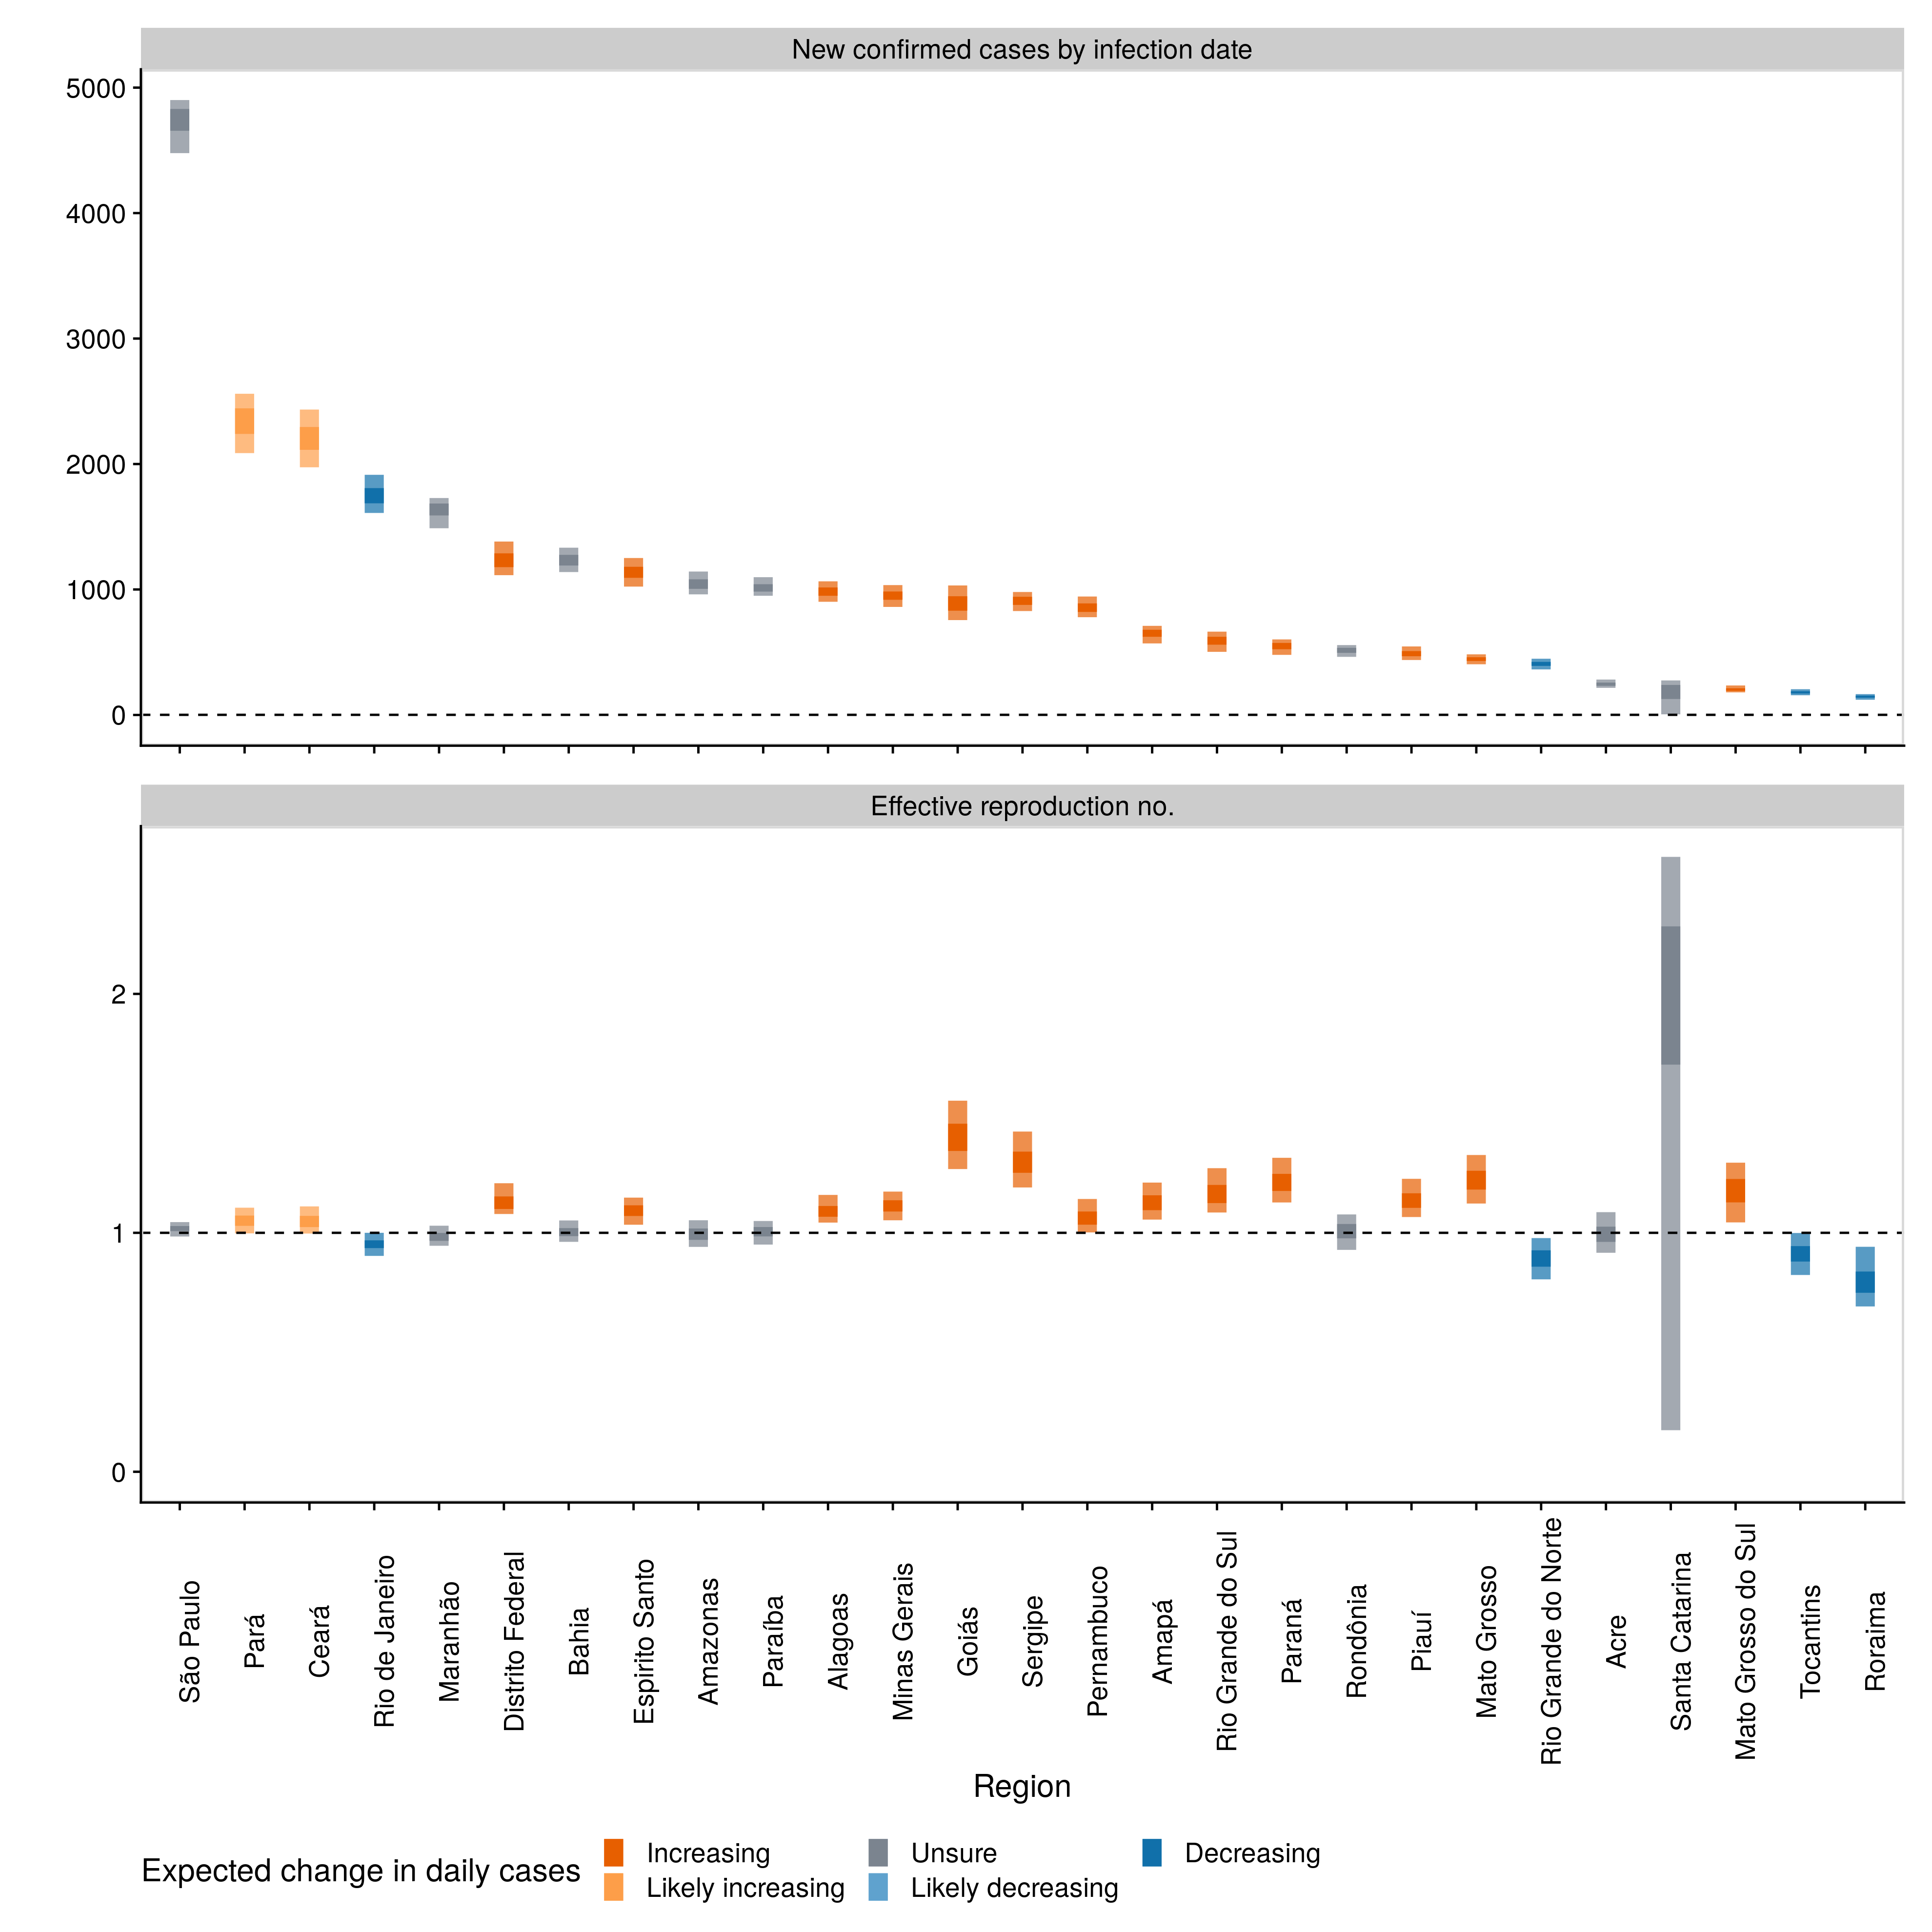 New confirmed cases by infection date
5000
4000
3000
2000
1000
0
Effective reproduction no.
2
1
0
São Paulo
Pará
Ceará
Rio de Janeiro
Maranhão
Distrito Federal
Bahia
Espirito Santo
Amazonas
Paraíba
Alagoas
Minas Gerais
Goiás
Sergipe
Pernambuco
Amapá
Rio Grande do Sul
Paraná
Rondônia
Piauí
Mato Grosso
Rio Grande do Norte
Acre
Santa Catarina
Mato Grosso do Sul
Tocantins
Roraima
Region
Expected change in daily cases
Increasing
Unsure
Decreasing
Likely increasing
Likely decreasing